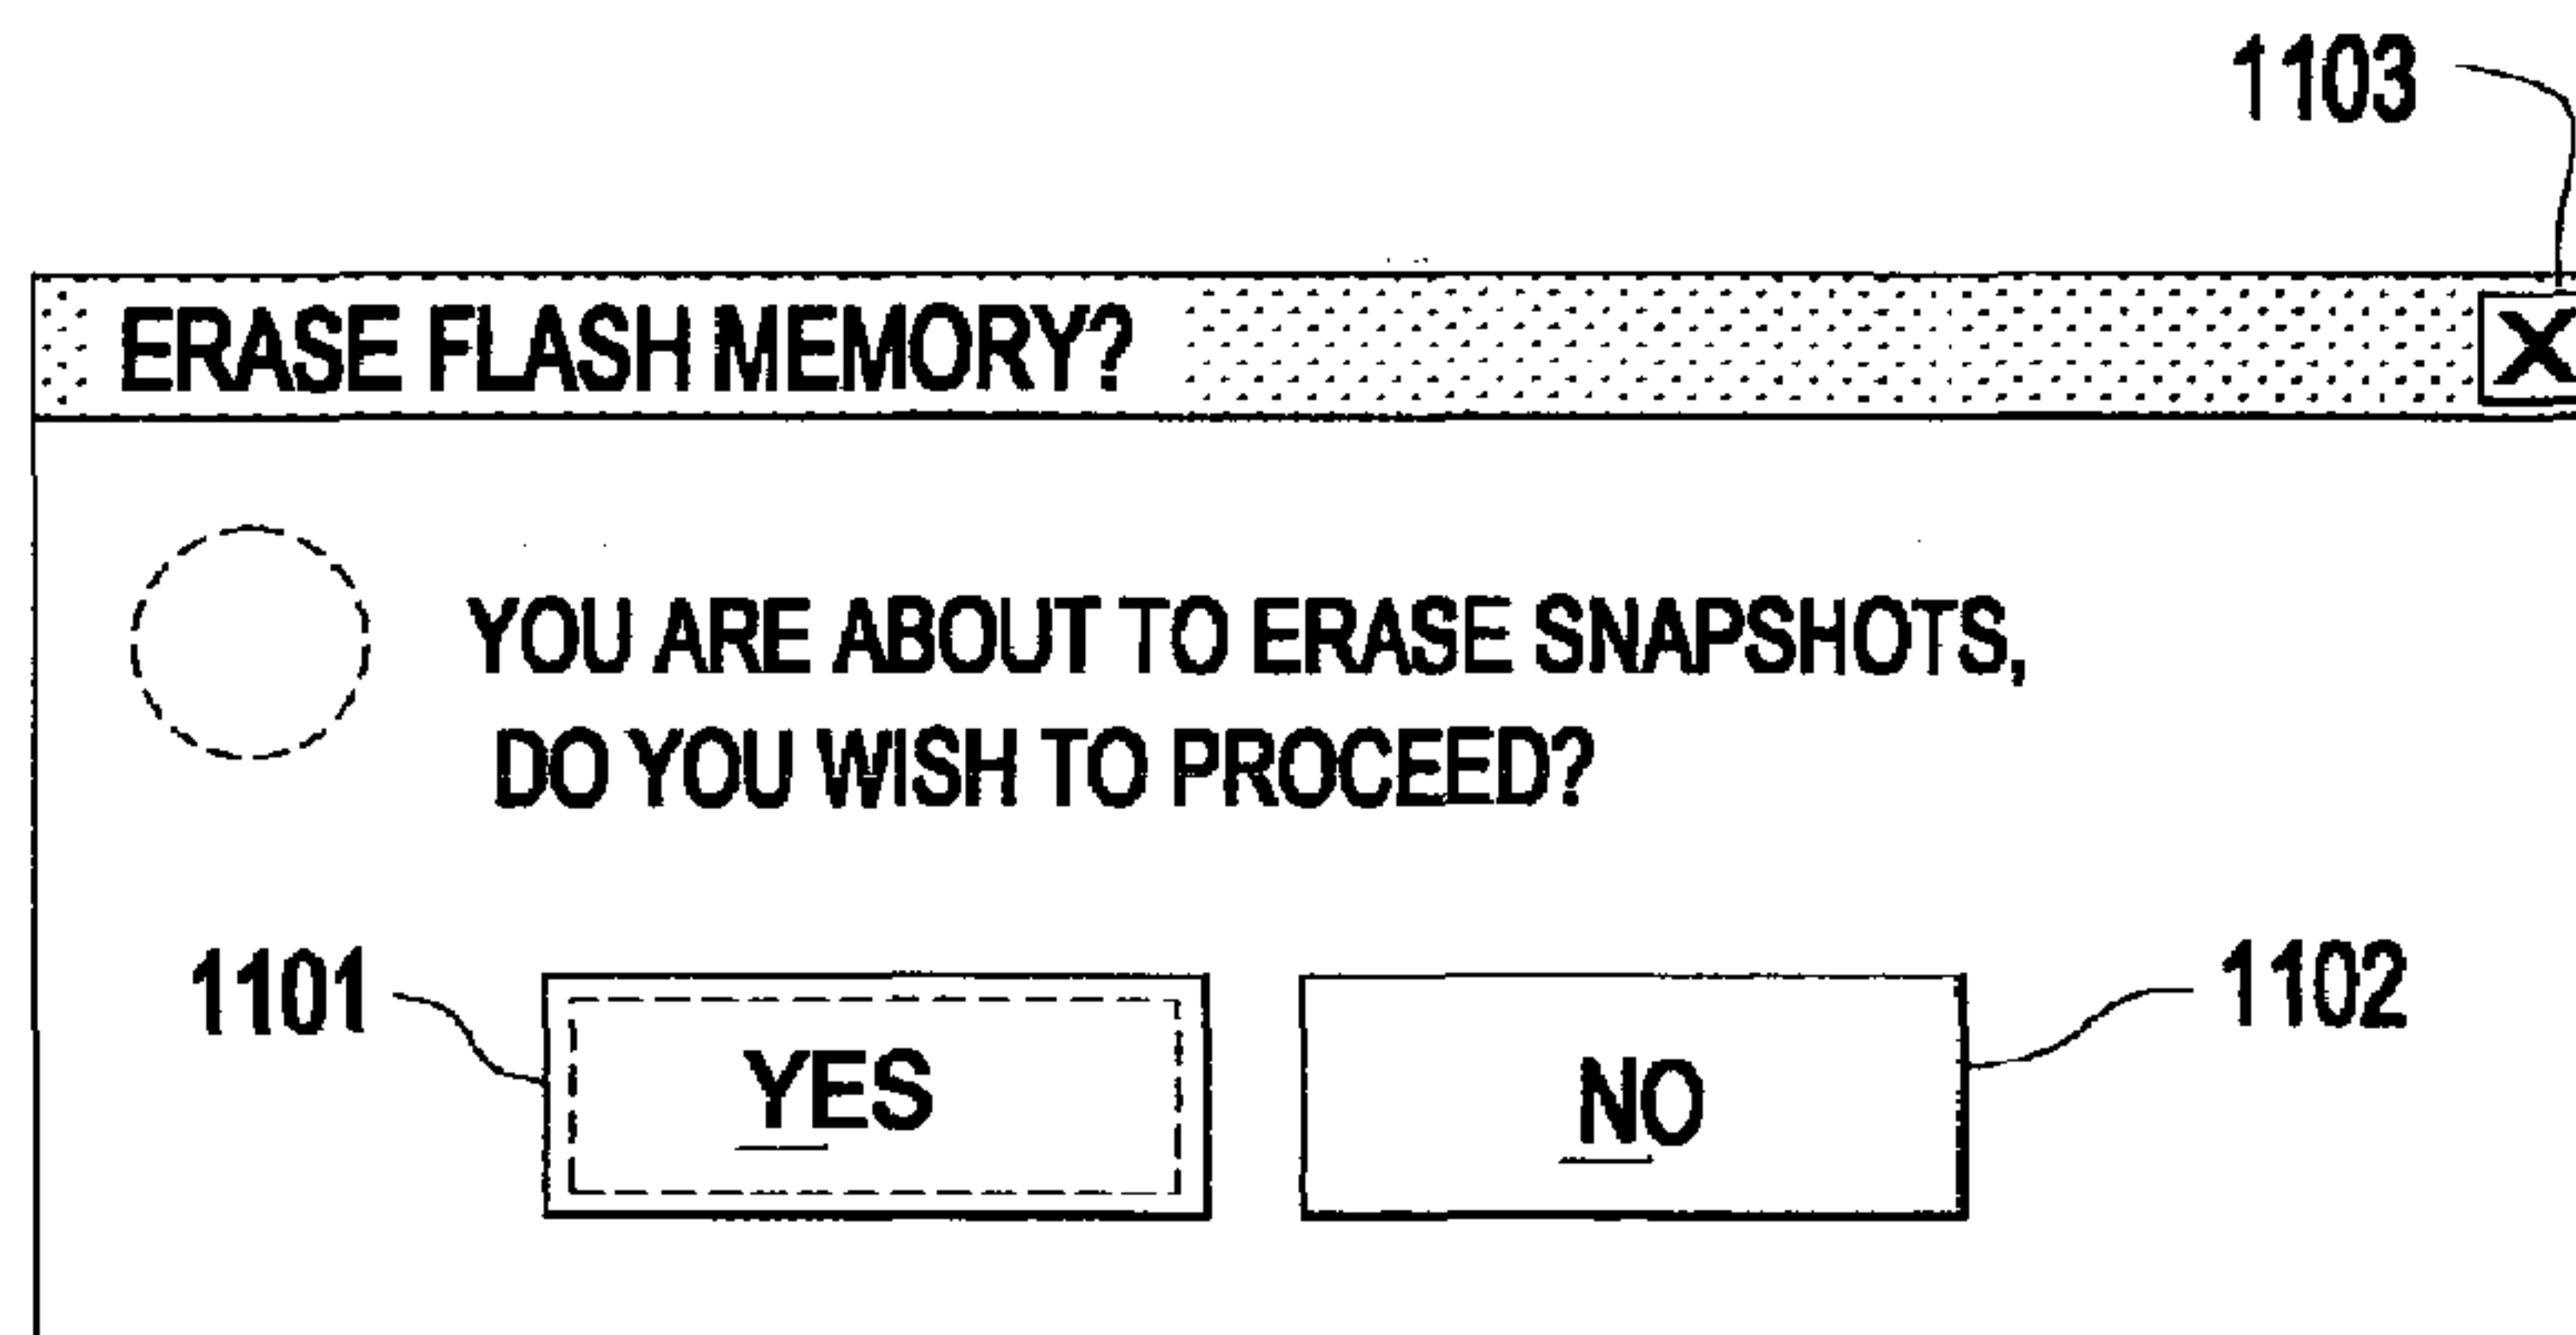 1103
ERASE FLASH MEMORY? X
YOU ARE ABOUT TO ERASE SNAPSHOTS,
DO YOU WISH TO PROCEED?
1101 YES NO 1102